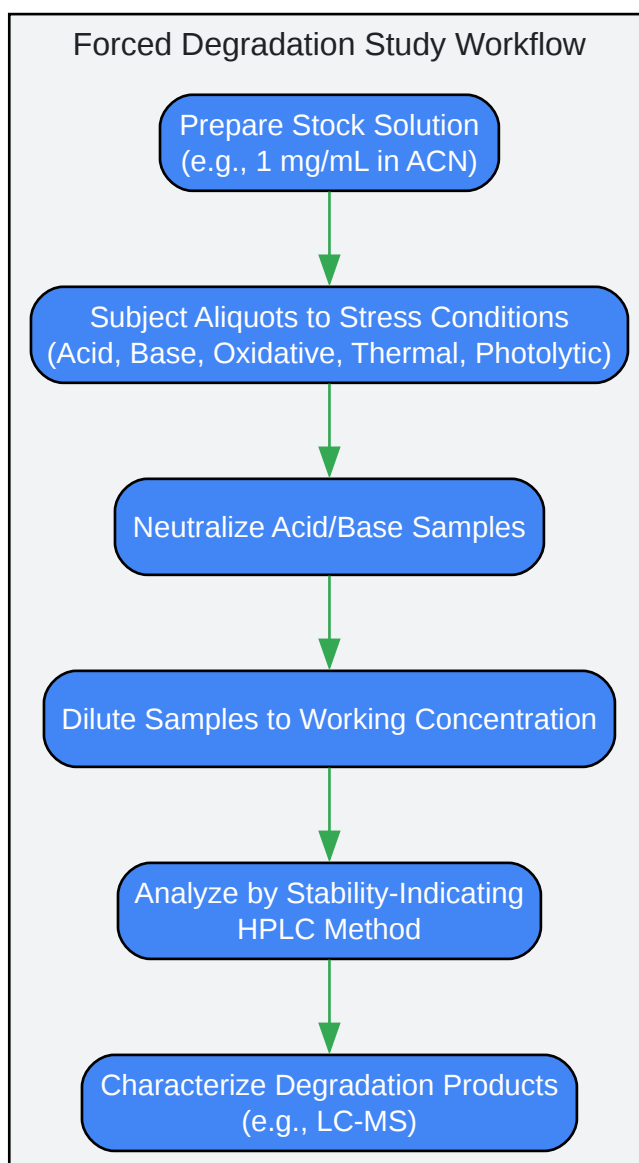 Forced Degradation Study Workflow
Prepare Stock Solution
(e.g., 1 mg/mL in ACN)
Subject Aliquots to Stress Conditions
(Acid, Base, Oxidative, Thermal, Photolytic)
Neutralize Acid/Base Samples
Dilute Samples to Working Concentration
Analyze by Stability-Indicating
HPLC Method
Characterize Degradation Products
(e.g., LC-MS)